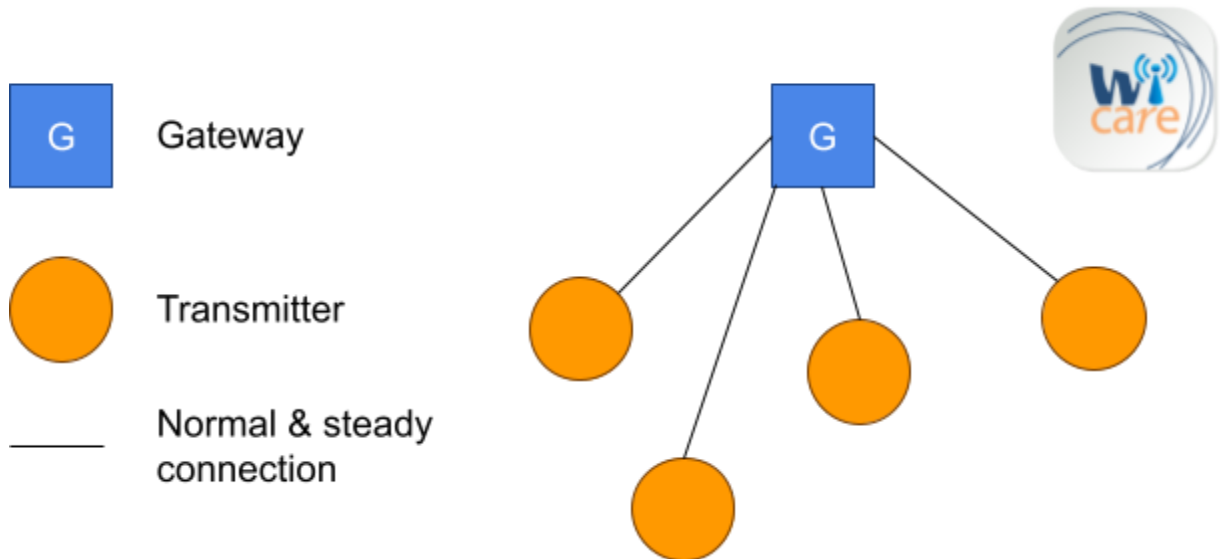 G
Gateway
G
wi
care
Transmitter
Normal & steady
connection